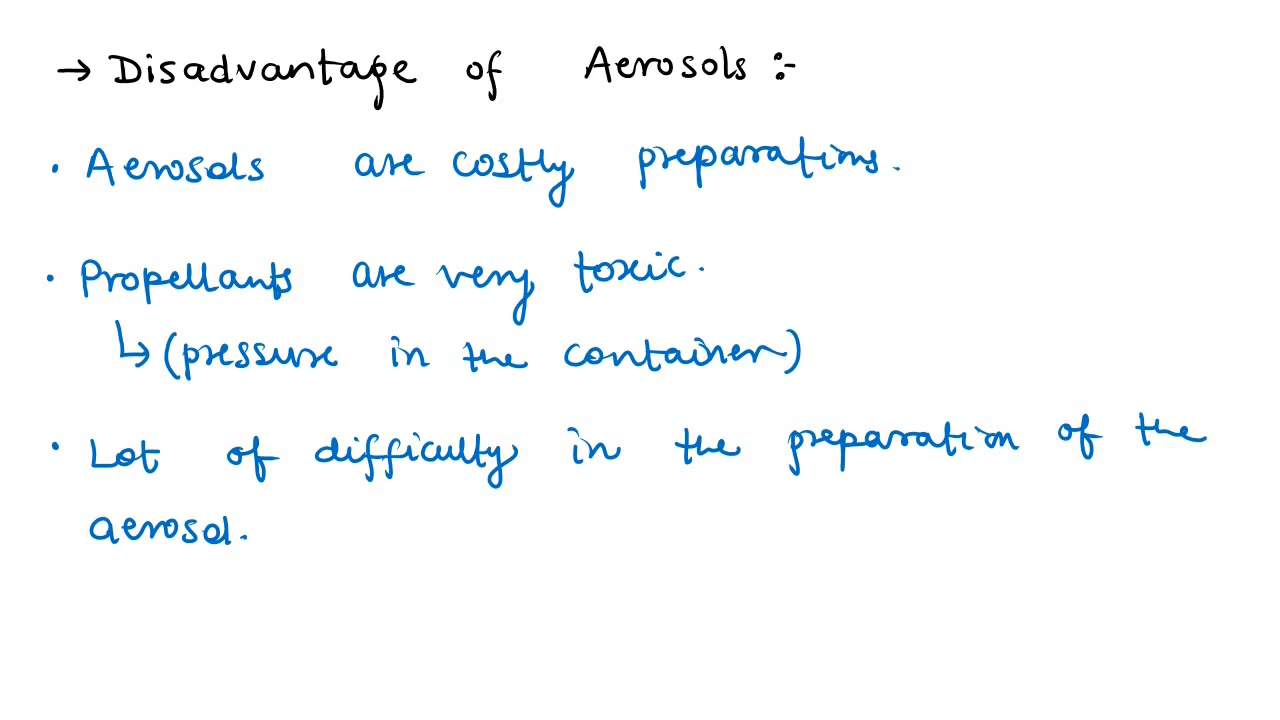 → Disadvantage of Aerosols :-
· Aerosols are costly preparations.
· Propellants are very toxic.
↳ (pressure in the container)
· Lot of difficulty in the preparation of the
aerosol.